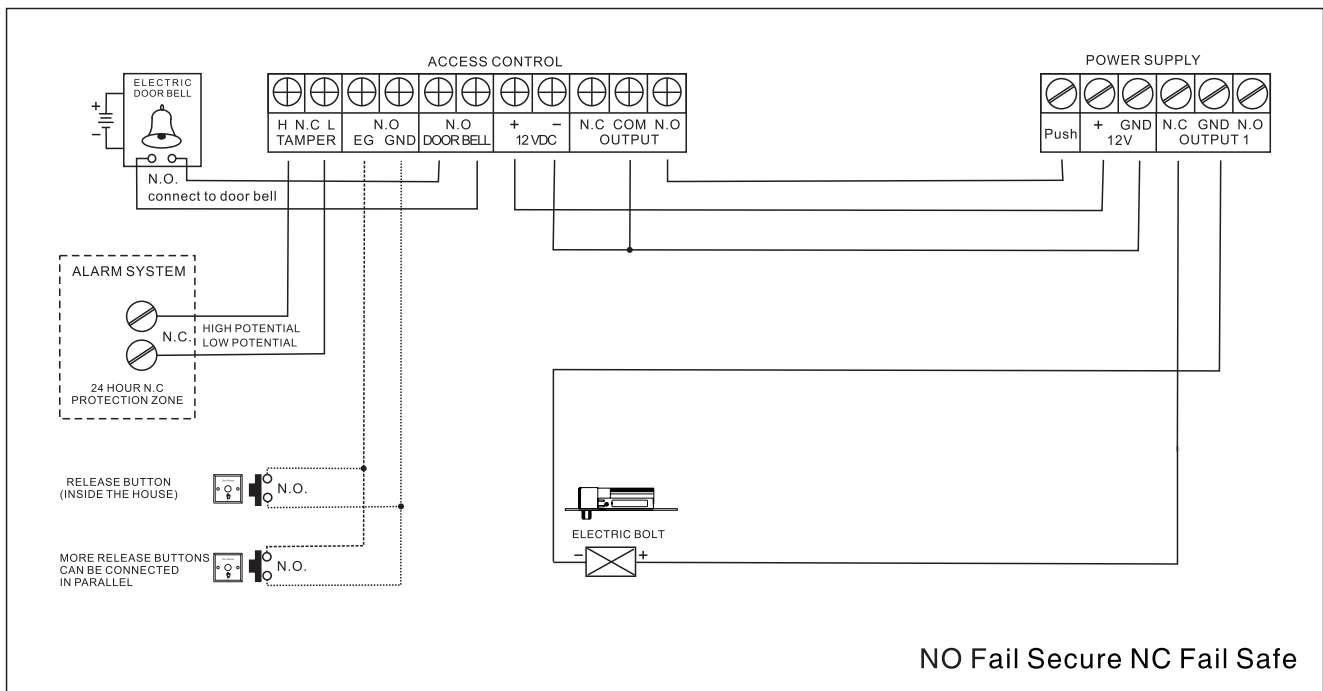 ACCESS CONTROL
POWER SUPPLY
ELECTRIC
DOOR BELL
+
−
H N.C L
TAMPER
N.O
EG GND
N.O
DOOR BELL
+ −
12 VDC
N.C COM N.O
OUTPUT
Push
+ GND
12V
N.C GND N.O
OUTPUT 1
N.O.
connect to door bell
ALARM SYSTEM
N.C.
HIGH POTENTIAL
LOW POTENTIAL
24 HOUR N.C
PROTECTION ZONE
RELEASE BUTTON
(INSIDE THE HOUSE)
N.O.
MORE RELEASE BUTTONS
CAN BE CONNECTED
IN PARALLEL
N.O.
ELECTRIC BOLT
− +
NO Fail Secure NC Fail Safe